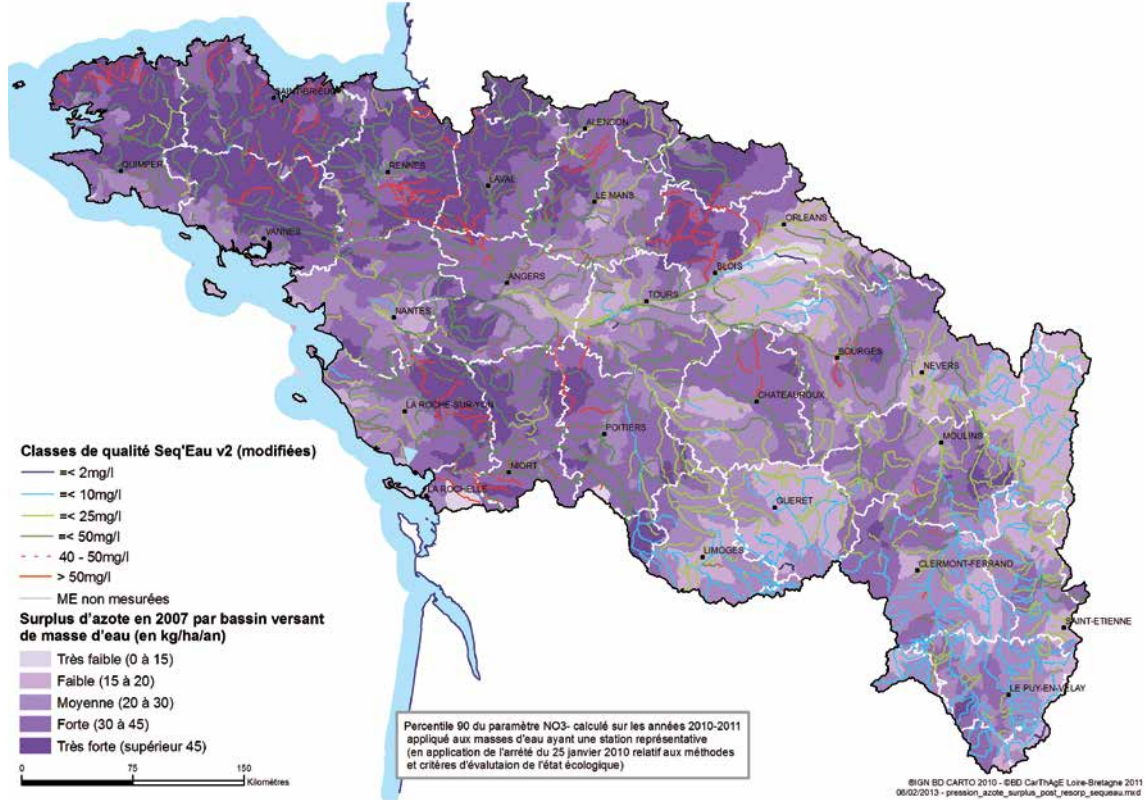 SAINT-BRIEUC
ALENCON
QUIMPER
RENNES
LAVAL
LE MANS
ORLEANS
VANNES
BLOIS
ANGERS
TOURS
NANTES
BOURGES
NEVERS
CHATEAUROUX
LA ROCHE-SUR-YON
POITIERS
MOULINS
NIORT
LA ROCHELLE
GUERET
LIMOGES
CLERMONT-FERRAND
SAINT-ETIENNE
LE PUY-EN-VELAY
Classes de qualité Seq'Eau v2 (modifiées)
=< 2mg/l
=< 10mg/l
=< 25mg/l
=< 50mg/l
40 - 50mg/l
> 50mg/l
ME non mesurées
Surplus d'azote en 2007 par bassin versant
de masse d'eau (en kg/ha/an)
Très faible (0 à 15)
Faible (15 à 20)
Moyenne (20 à 30)
Forte (30 à 45)
Très forte (supérieur 45)
0 75 150
Kilomètres
Percentile 90 du paramètre NO3- calculé sur les années 2010-2011
appliqué aux masses d'eau ayant une station représentative
(en application de l'arrêté du 25 janvier 2010 relatif aux méthodes
et critères d'évalutaion de l'état écologique)
©IGN BD CARTO 2010 - ©BD CarThAgE Loire-Bretagne 2011
06/02/2013 - pression_azote_surplus_post_resorp_sequeau.mxd